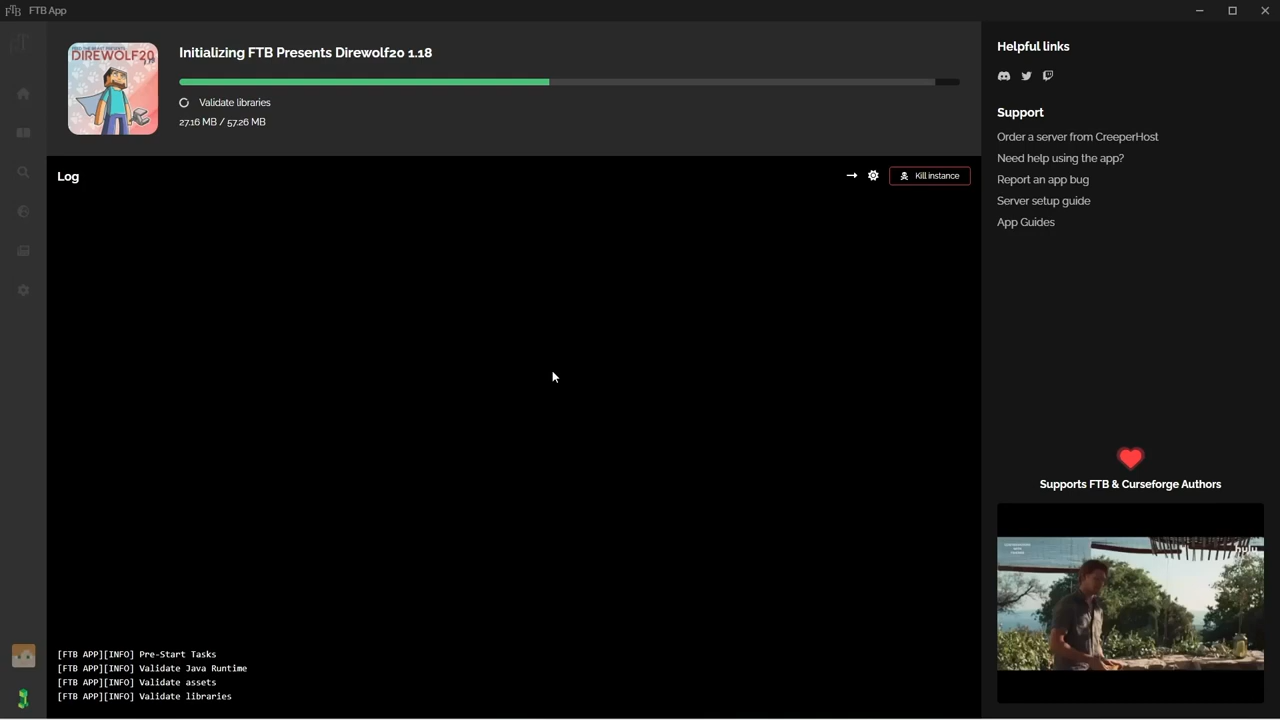 FTB App
DIREWOLF20
Initializing FTB Presents Direwolf20 1.18
Validate libraries
27.16 MB / 57.26 MB
Log
Kill instance
[FTB APP][INFO] Pre-Start Tasks
[FTB APP][INFO] Validate Java Runtime
[FTB APP][INFO] Validate assets
[FTB APP][INFO] Validate libraries
Helpful links
Support
Order a server from CreeperHost
Need help using the app?
Report an app bug
Server setup guide
App Guides
Supports FTB & Curseforge Authors
hulu